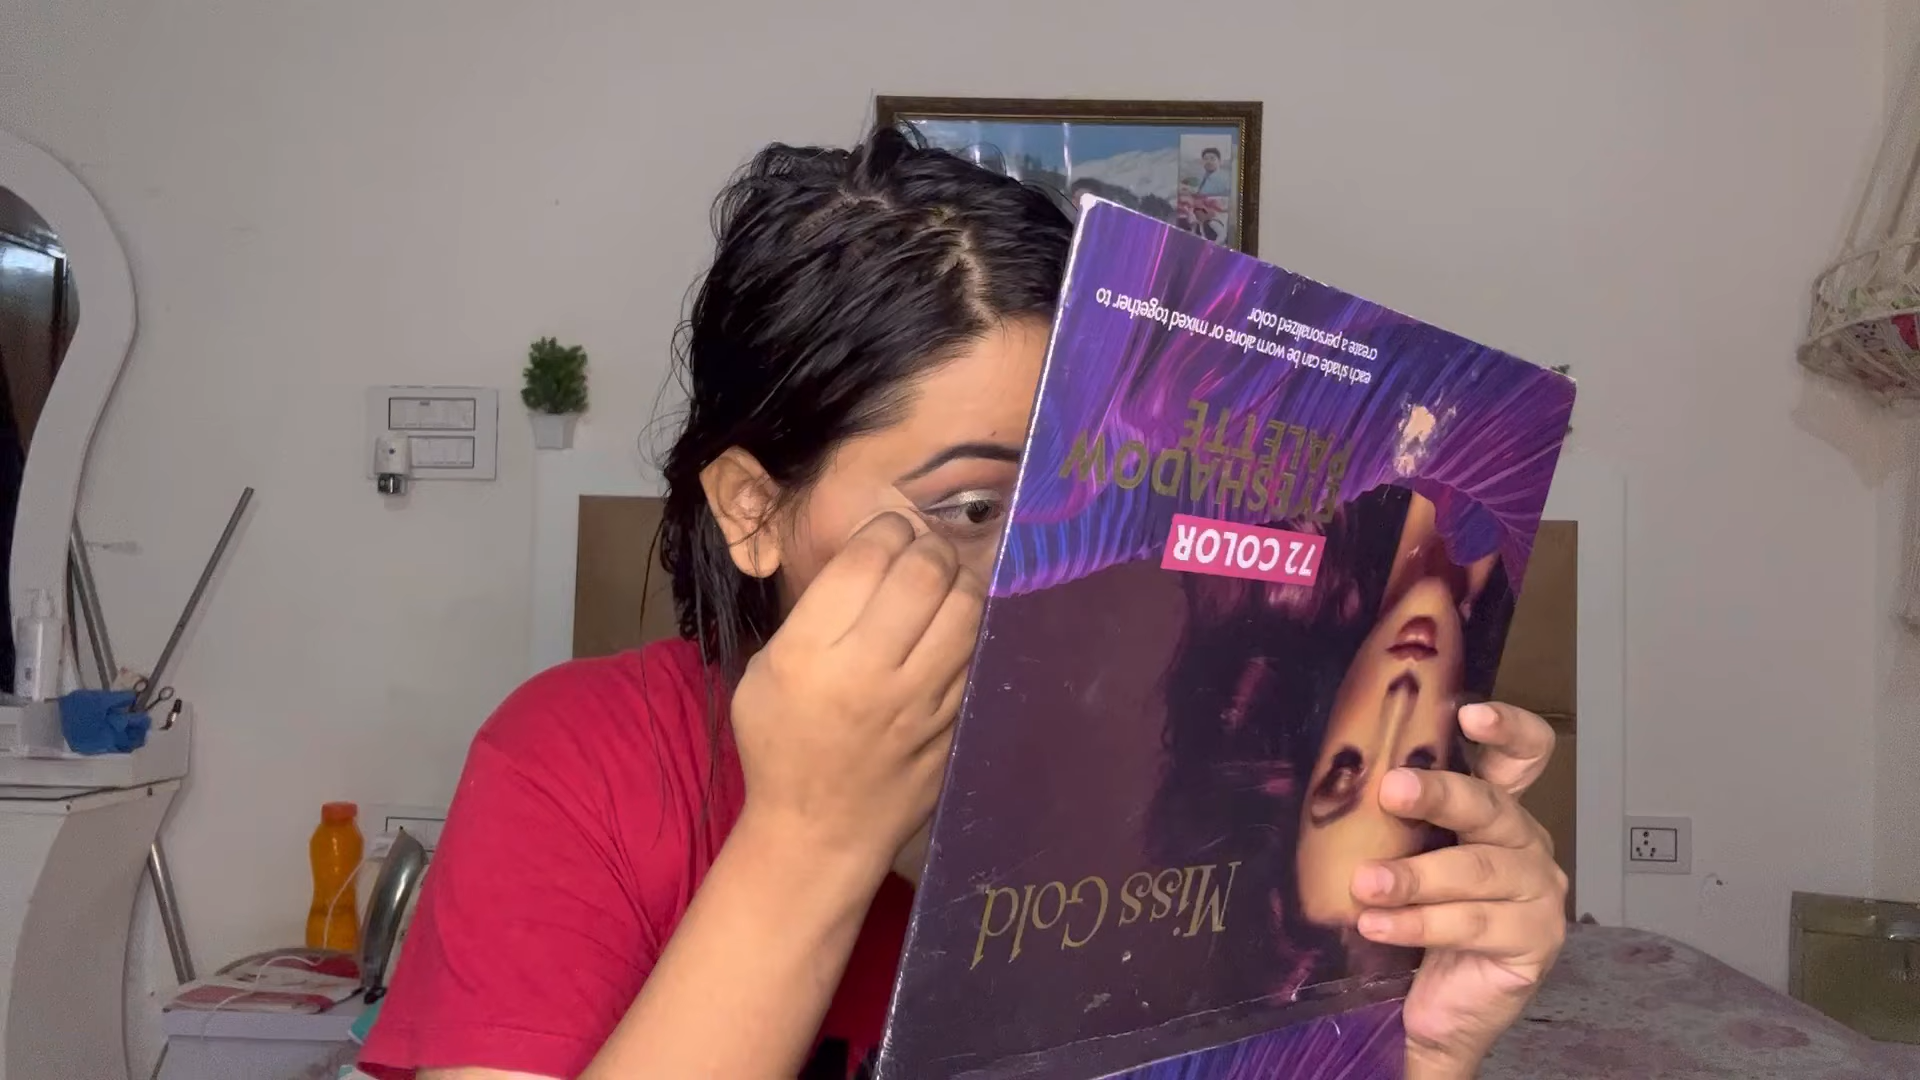 Miss Gold
72 COLOR
EYESHADOW
PALETTE
each shade can be worn alone or mixed together to
create a personalized color